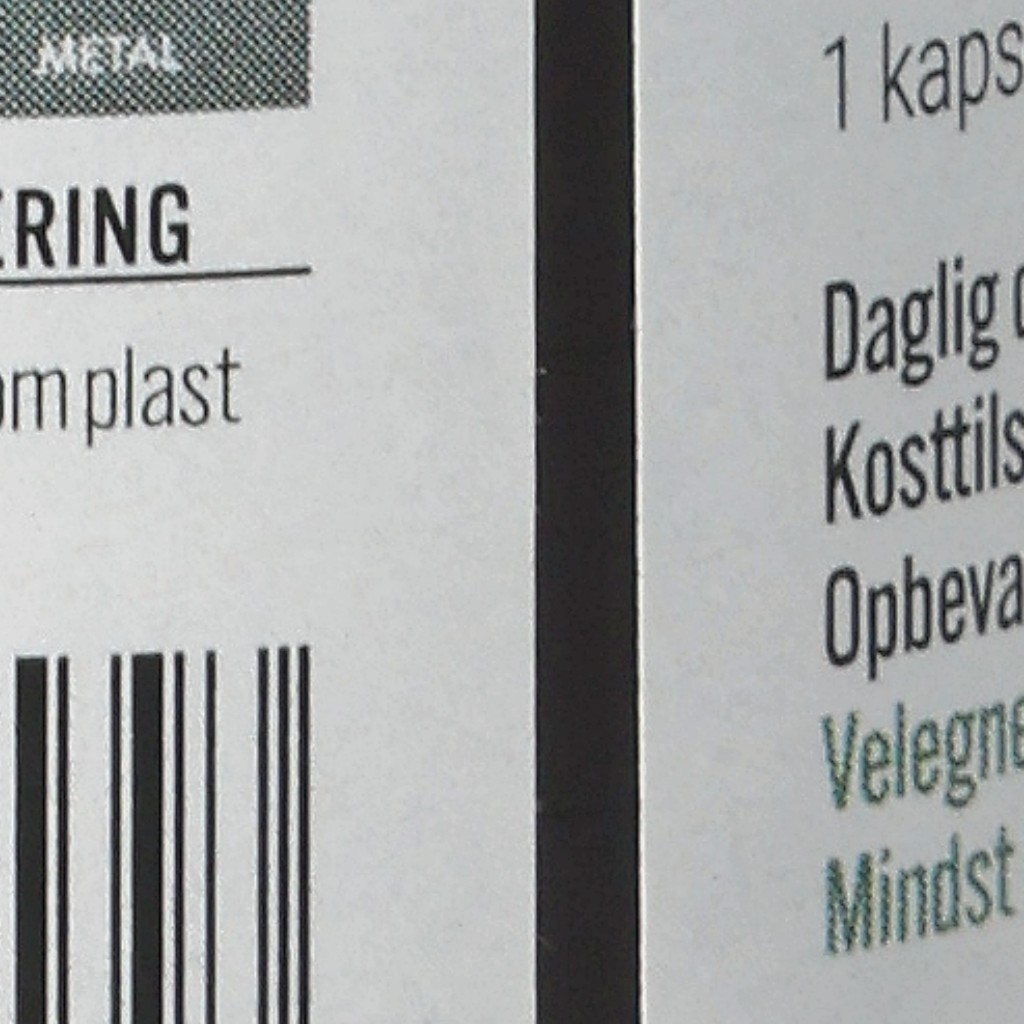 METAL
ERING
om plast
1 kaps
Daglig
Kosttils
Opbeva
Velegne
Mindst